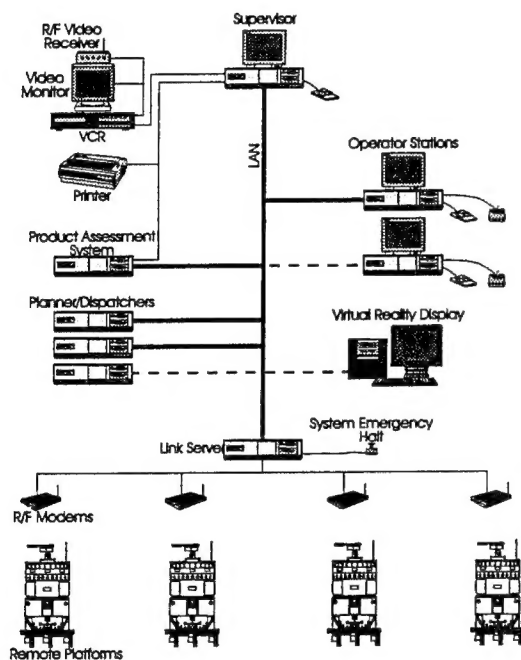 Supervisor
R/F Video
Receiver
Video
Monitor
VCR
LAN
Operator Stations
Printer
Product Assessment
System
Planner/Dispatchers
Virtual Reality Display
System Emergency
Halt
Link Server
R/F Modems
Remote Platforms